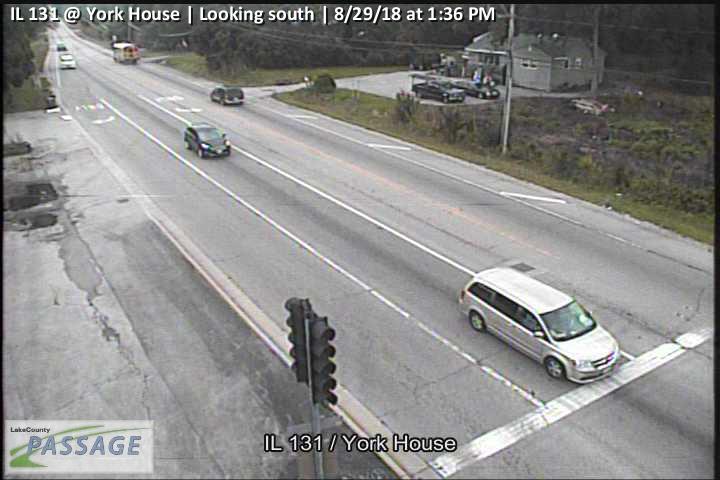 IL 131 @ York House | Looking south | 8/29/18 at 1:36 PM
IL 131 / York House
LakeCounty
PASSAGE